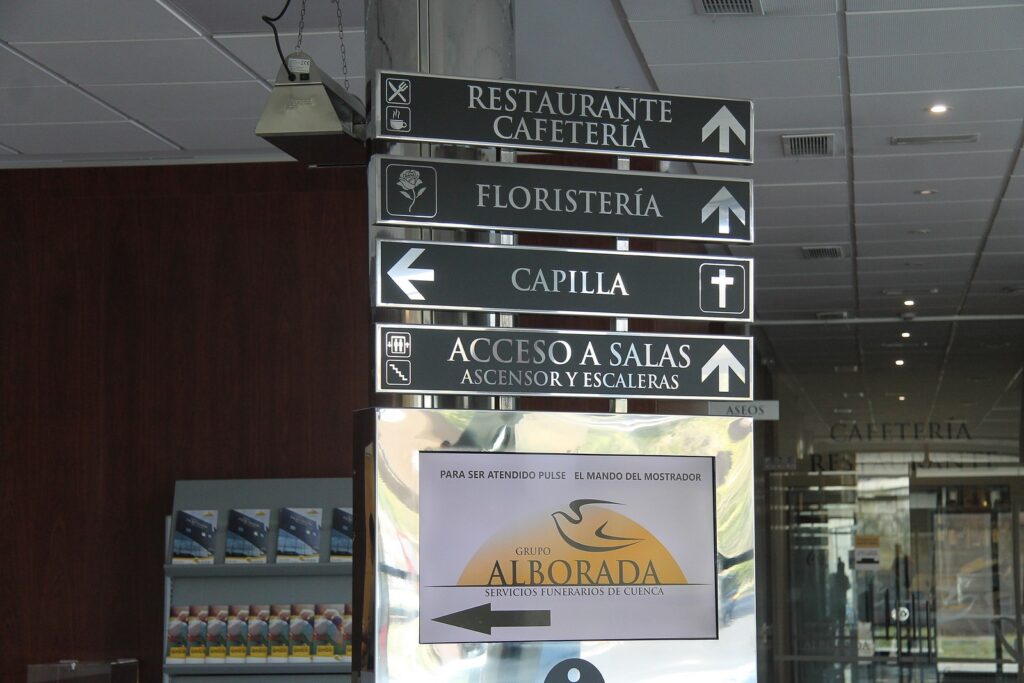 RESTAURANTE
CAFETERÍA
FLORISTERÍA
CAPILLA
ACCESO A SALAS
ASCENSOR Y ESCALERAS
ASEOS
CAFETERÍA
PARA SER ATENDIDO PULSE EL MANDO DEL MOSTRADOR
GRUPO
ALBORADA
SERVICIOS FUNERARIOS DE CUENCA